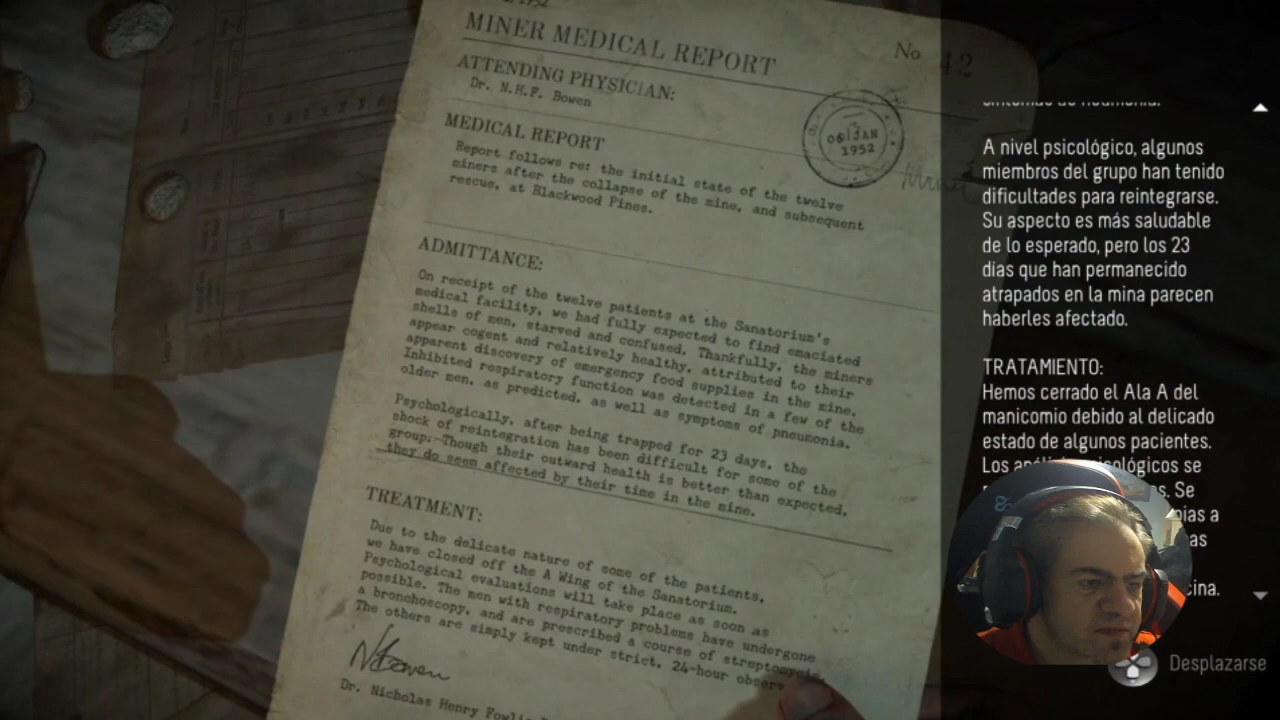 MINER MEDICAL REPORT
No 42
ATTENDING PHYSICIAN:
Dr. N.H.F. Bowen
06 JAN
1952
MEDICAL REPORT
Report follows re: the initial state of the twelve
miners after the collapse of the mine, and subsequent
rescue, at Blackwood Pines.
ADMITTANCE:
On receipt of the twelve patients at the Sanatorium's
medical facility, we had fully expected to find emaciated
shells of men, starved and confused. Thankfully, the miners
appear cogent and relatively healthy, attributed to their
apparent discovery of emergency food supplies in the mine.
Inhibited respiratory function was detected in a few of the
older men, as predicted, as well as symptoms of pneumonia.
Psychologically, after being trapped for 23 days, the
shock of reintegration has been difficult for some of the
group. Though their outward health is better than expected,
they do seem affected by their time in the mine.
TREATMENT:
Due to the delicate nature of some of the patients,
we have closed off the A Wing of the Sanatorium.
Psychological evaluations will take place as soon as
possible. The men with respiratory problems have undergone
a bronchoscopy, and are prescribed a course of streptomycin.
The others are simply kept under strict, 24-hour observ
NBowen
Dr. Nicholas Henry
síntomas de neumonía.
A nivel psicológico, algunos
miembros del grupo han tenido
dificultades para reintegrarse.
Su aspecto es más saludable
de lo esperado, pero los 23
días que han permanecido
atrapados en la mina parecen
haberles afectado.
TRATAMIENTO:
Hemos cerrado el Ala A del
manicomio debido al delicado
estado de algunos pacientes.
Los se
Se
a
Desplazarse